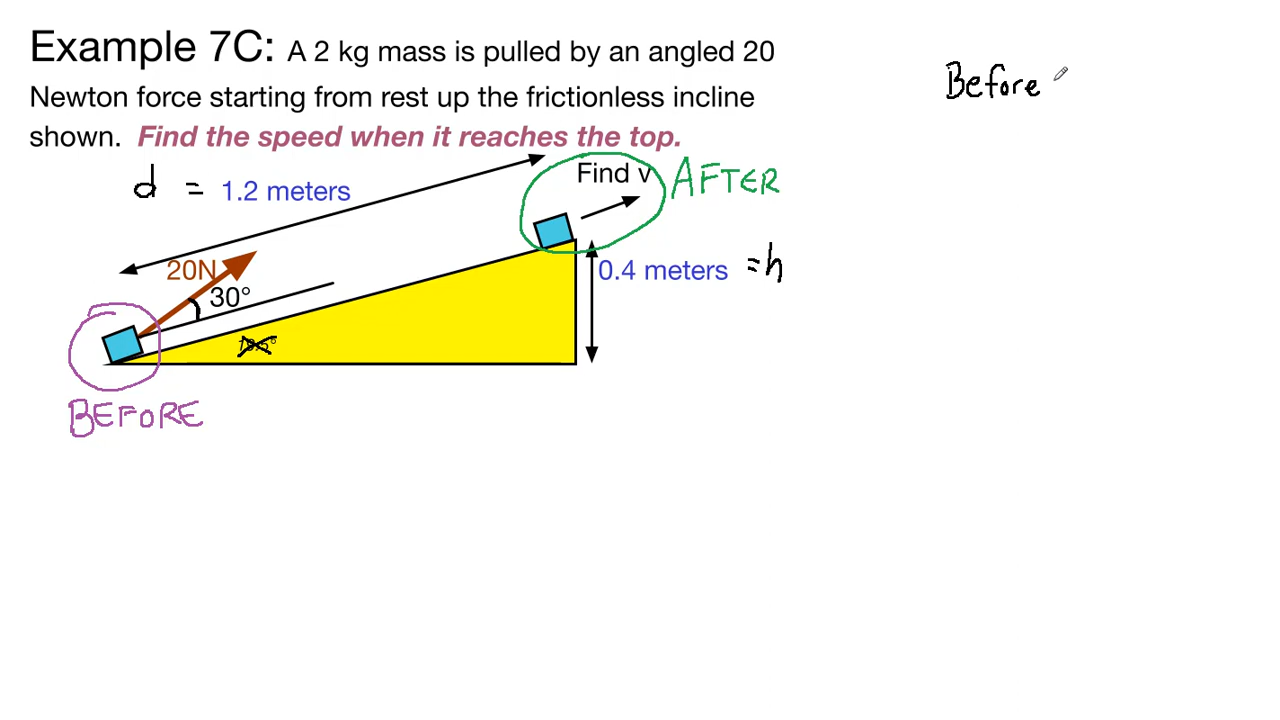 Example 7C: A 2 kg mass is pulled by an angled 20
Newton force starting from rest up the frictionless incline
shown. Find the speed when it reaches the top.
Before
d = 1.2 meters
Find v
AFTER
20N
30°
0.4 meters = h
BEFORE